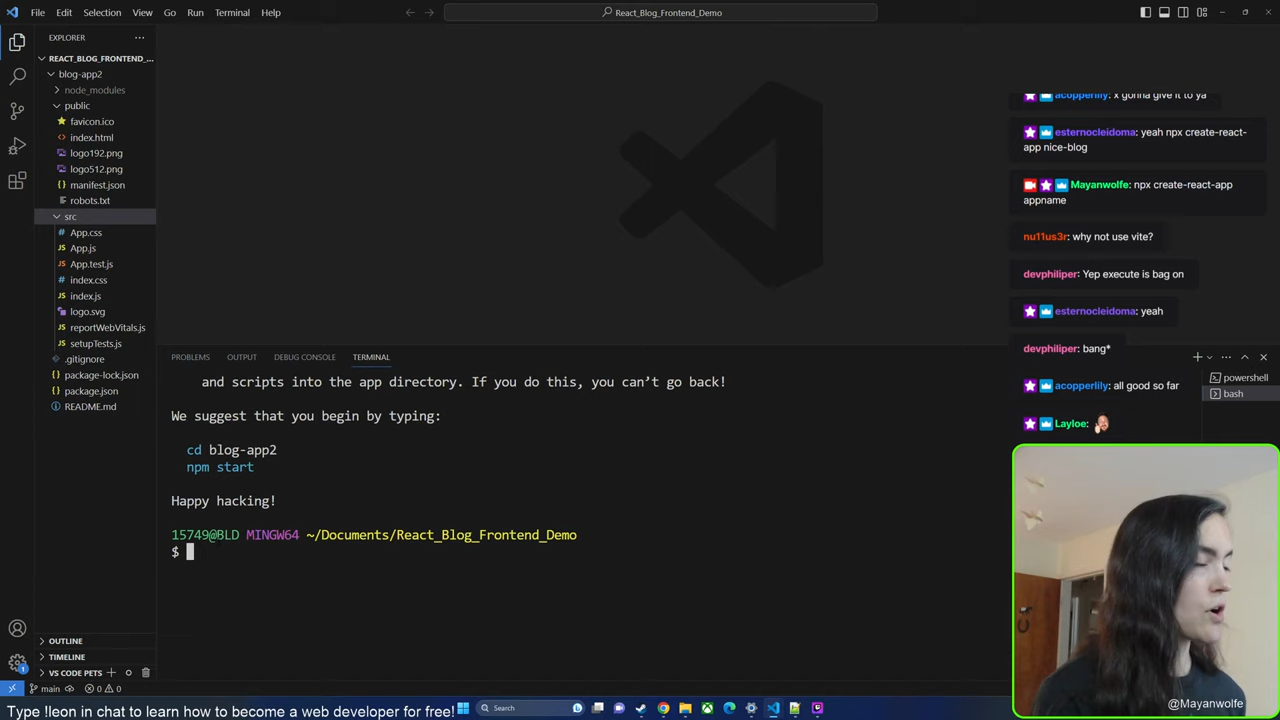 File Edit Selection View Go Run Terminal Help
React_Blog_Frontend_Demo
EXPLORER
REACT_BLOG_FRONTEND_...
blog-app2
node_modules
public
favicon.ico
index.html
logo192.png
logo512.png
manifest.json
robots.txt
src
App.css
App.js
App.test.js
index.css
index.js
logo.svg
reportWebVitals.js
setupTests.js
.gitignore
package-lock.json
package.json
README.md
OUTLINE
TIMELINE
VS CODE PETS
PROBLEMS OUTPUT DEBUG CONSOLE TERMINAL
and scripts into the app directory. If you do this, you can’t go back!
We suggest that you begin by typing:
cd blog-app2
npm start
Happy hacking!
15749@BLD MINGW64 ~/Documents/React_Blog_Frontend_Demo
$
powershell
bash
acopperlily: x gonna give it to ya
esternocleidoma: yeah npx create-react-
app nice-blog
Mayanwolfe: npx create-react-app
appname
nu11us3r: why not use vite?
devphiliper: Yep execute is bag on
esternocleidoma: yeah
devphiliper: bang*
acopperlily: all good so far
Layloe:
@Mayanwolfe
main 0 0
1
Type !leon in chat to learn how to become a web developer for free!
Search